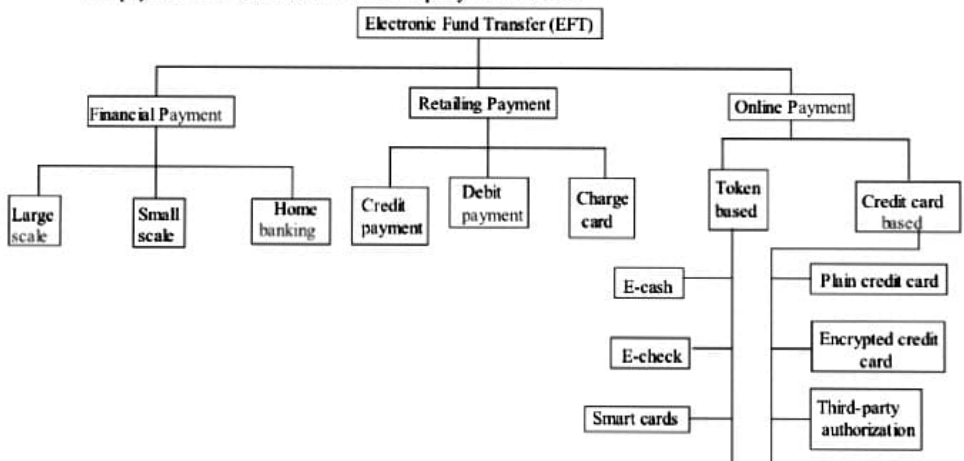 Electronic Fund Transfer (EFT)
Financial Payment
Retailing Payment
Online Payment
Large
scale
Small
scale
Home
banking
Credit
payment
Debit
payment
Charge
card
Token
based
Credit card
based
E-cash
Plain credit card
E-check
Encrypted credit
card
Smart cards
Third-party
authorization